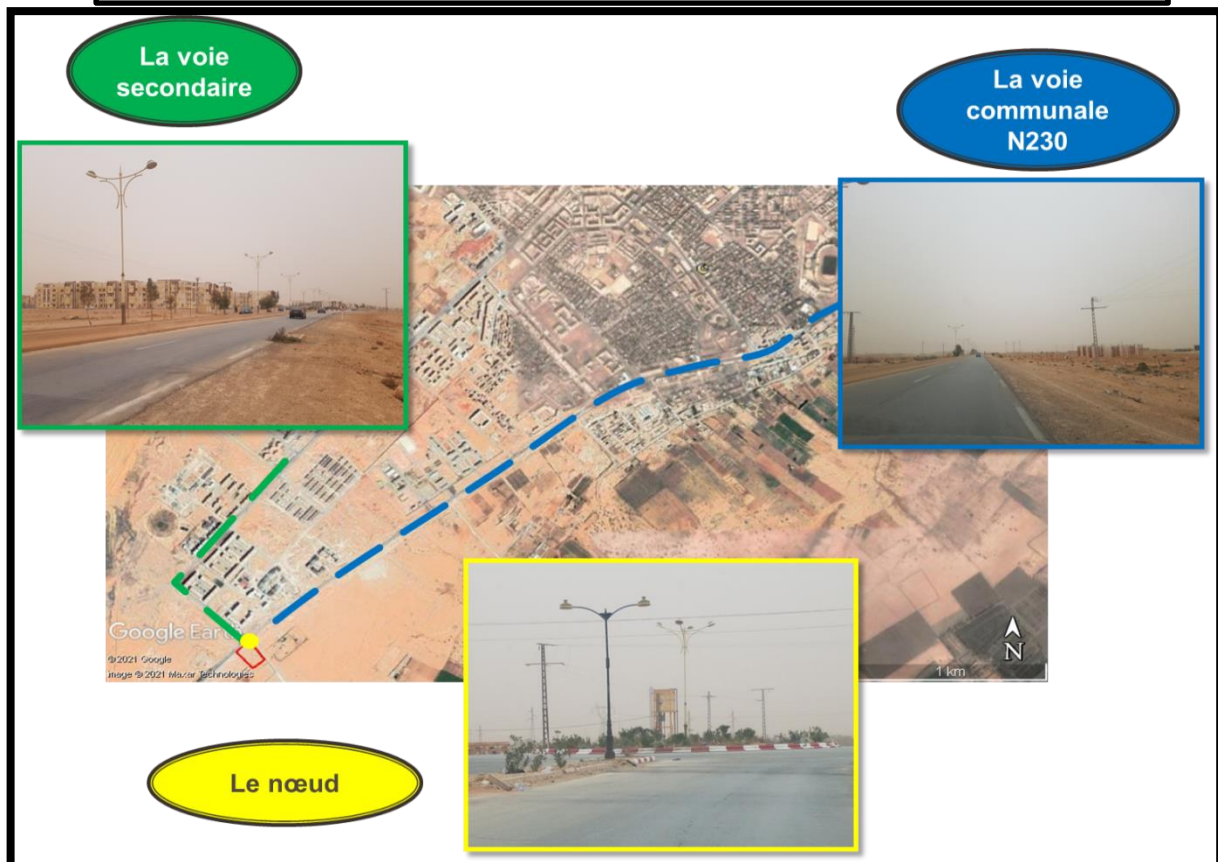 La voie
secondaire
La voie
communale
N230
Google Earth
©2021 Google
Image © 2021 Maxar Technologies
N
1 km
Le nœud